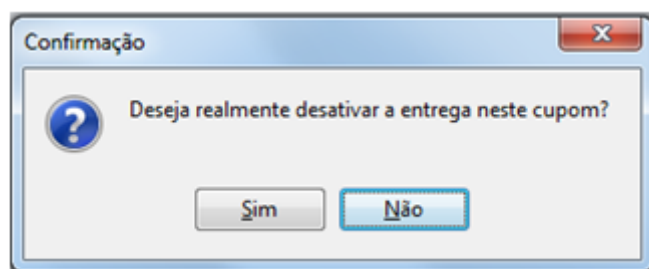 Confirmação
Deseja realmente desativar a entrega neste cupom?
Sim
Não